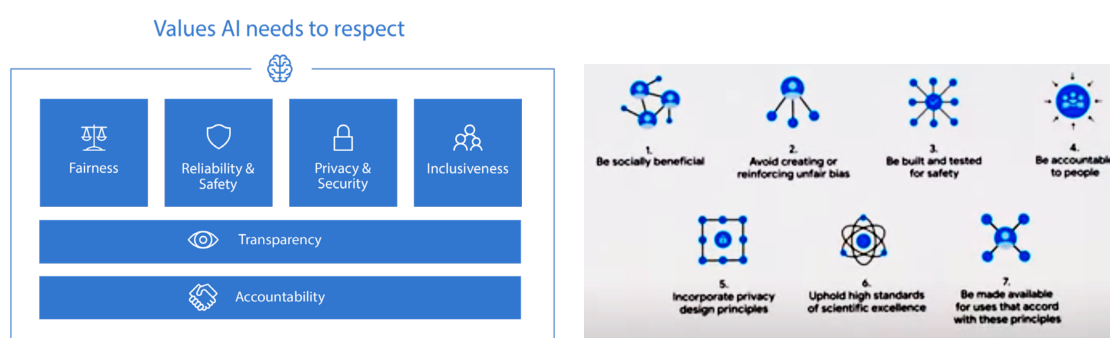 Values AI needs to respect
Fairness
Reliability &
Safety
Privacy &
Security
Inclusiveness
Transparency
Accountability
1.
Be socially beneficial
2.
Avoid creating or
reinforcing unfair bias
3.
Be built and tested
for safety
4.
Be accountable
to people
5.
Incorporate privacy
design principles
6.
Uphold high standards
of scientific excellence
7.
Be made available
for uses that accord
with these principles